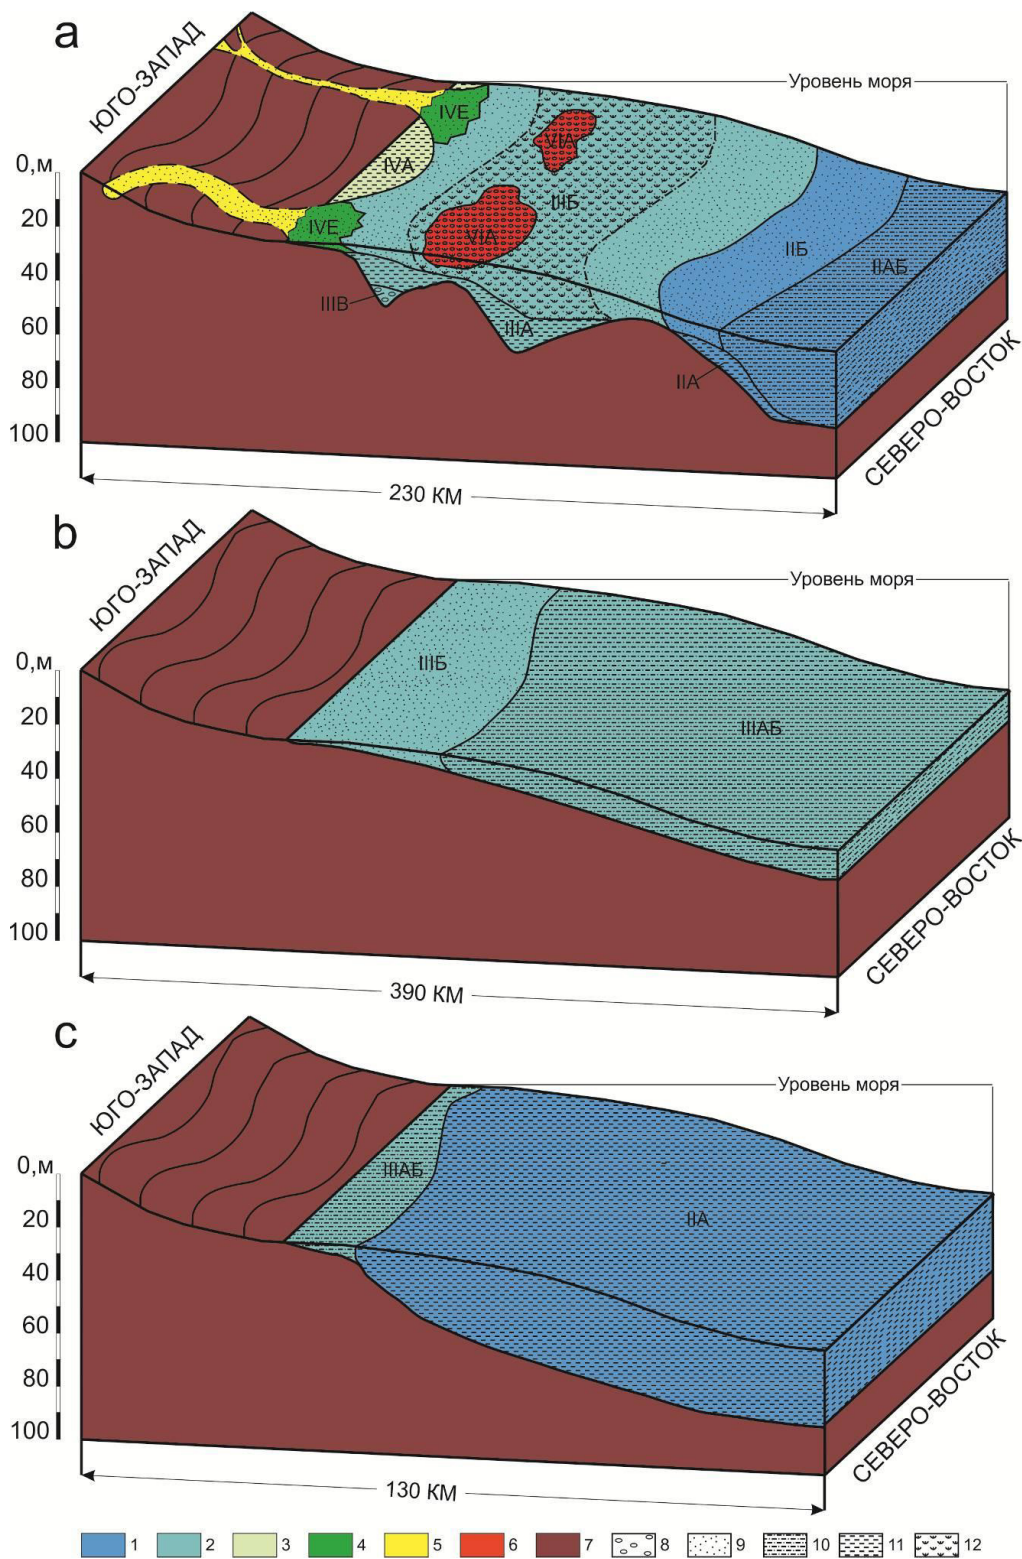 a
ЮГО-ЗАПАД
Уровень моря
0,м
20
40
60
80
100
IVE
IVA
VIA
IIIБ
VIA
IVE
IIБ
IIАБ
IIIВ
IIIА
IIА
СЕВЕРО-ВОСТОК
230 КМ
b
ЮГО-ЗАПАД
Уровень моря
0,м
20
40
60
80
100
IIIБ
IIIАБ
СЕВЕРО-ВОСТОК
390 КМ
c
ЮГО-ЗАПАД
Уровень моря
0,м
20
40
60
80
100
IIIАБ
IIА
СЕВЕРО-ВОСТОК
130 КМ
1 2 3 4 5 6 7 8 9 10 11 12